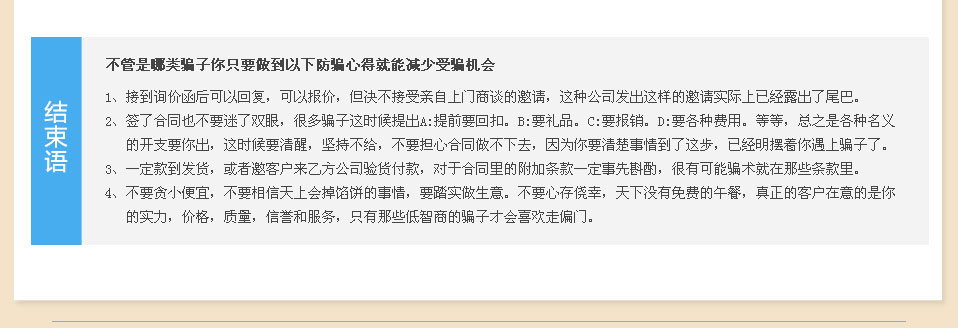 结束语
不管是哪类骗子你只要做到以下防骗心得就能减少受骗机会
1、接到询价函后可以回复，可以报价，但决不接受亲自上门商谈的邀请，这种公司发出这样的邀请实际上已经露出了尾巴。
2、签了合同也不要迷了双眼，很多骗子这时候提出A:提前要回扣。B:要礼品。C:要报销。D:要各种费用。等等，总之是各种名义
的开支要你出，这时候要清醒，坚持不给，不要担心合同做不下去，因为你要清楚事情到了这步，已经明摆着你遇上骗子了。
3、一定款到发货，或者邀客户来乙方公司验货付款，对于合同里的附加条款一定事先斟酌，很有可能骗术就在那些条款里。
4、不要贪小便宜，不要相信天上会掉馅饼的事情，要踏实做生意。不要心存侥幸，天下没有免费的午餐，真正的客户在意的是你
的实力，价格，质量，信誉和服务，只有那些低智商的骗子才会喜欢走偏门。